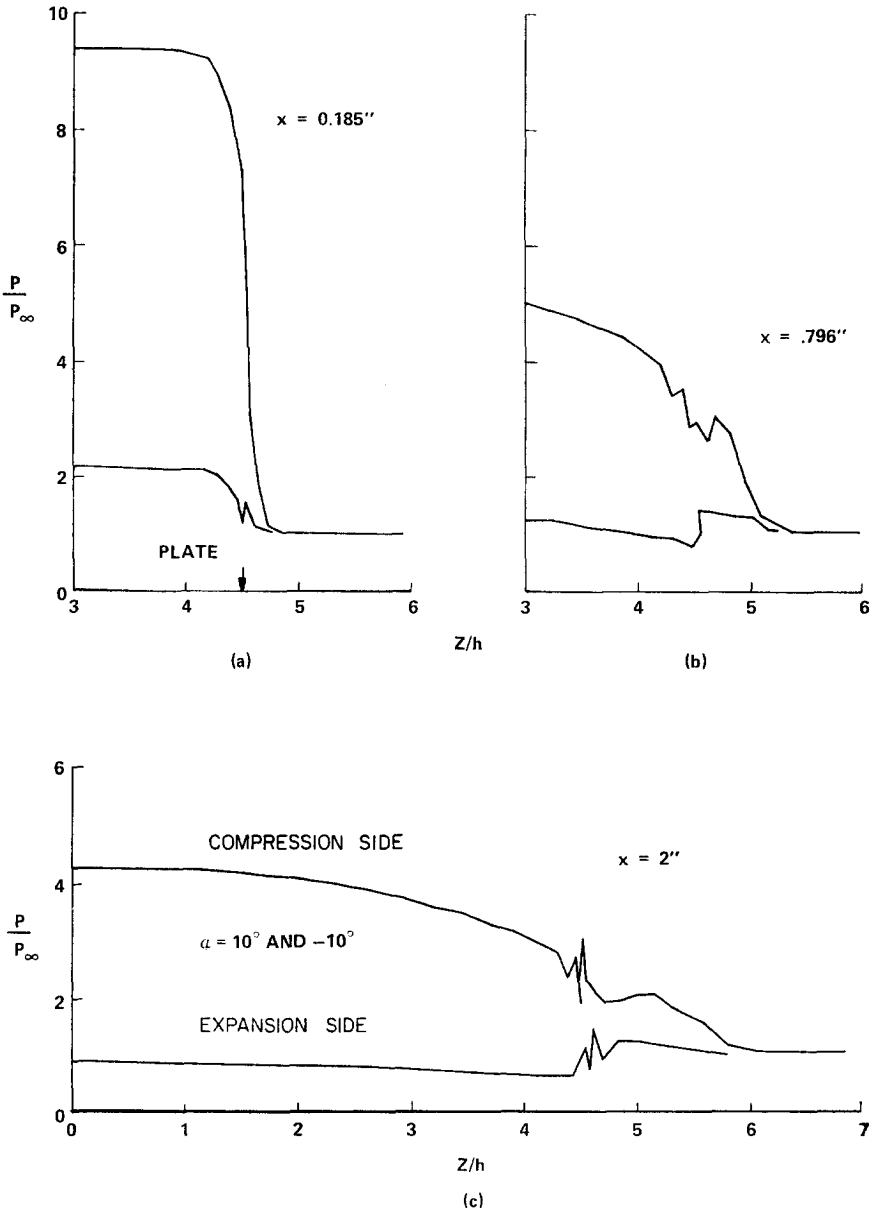 10
8
6
4
2
0
P
P∞
x = 0.185″
PLATE
3
4
5
6
(a)
Z/h
x = .796″
3
4
5
6
(b)
6
4
2
0
P
P∞
COMPRESSION SIDE
x = 2″
α = 10° AND −10°
EXPANSION SIDE
0
1
2
3
4
5
6
7
Z/h
(c)